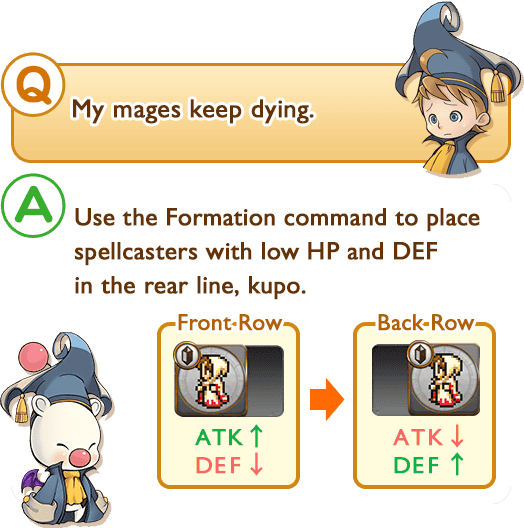 Q
My mages keep dying.
A
Use the Formation command to place
spellcasters with low HP and DEF
in the rear line, kupo.
Front-Row
ATK ↑
DEF ↓
Back-Row
ATK ↓
DEF ↑